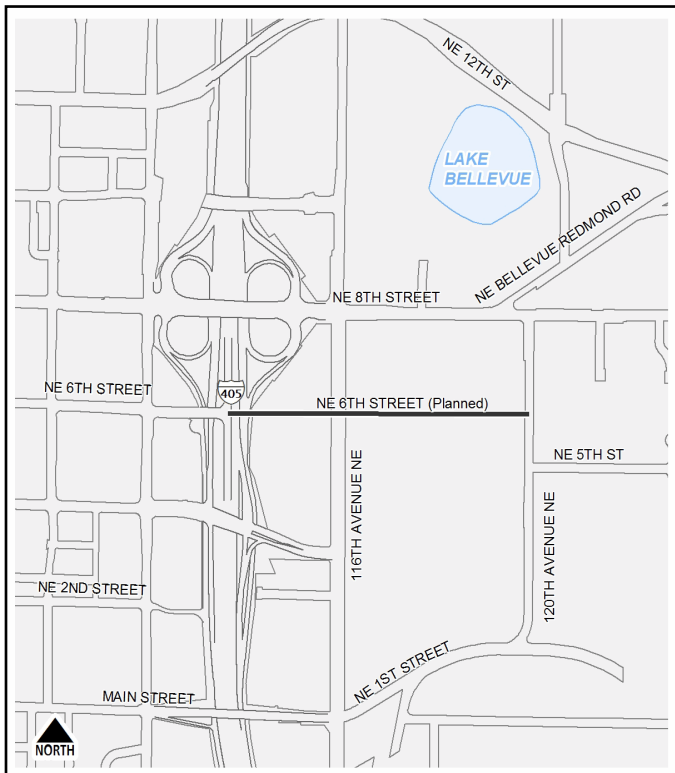 NE 12TH ST
LAKE
BELLEVUE
NE BELLEVUE REDMOND RD
NE 8TH STREET
NE 6TH STREET
405
NE 6TH STREET (Planned)
NE 5TH ST
116TH AVENUE NE
120TH AVENUE NE
NE 2ND STREET
NE 1ST STREET
MAIN STREET
NORTH